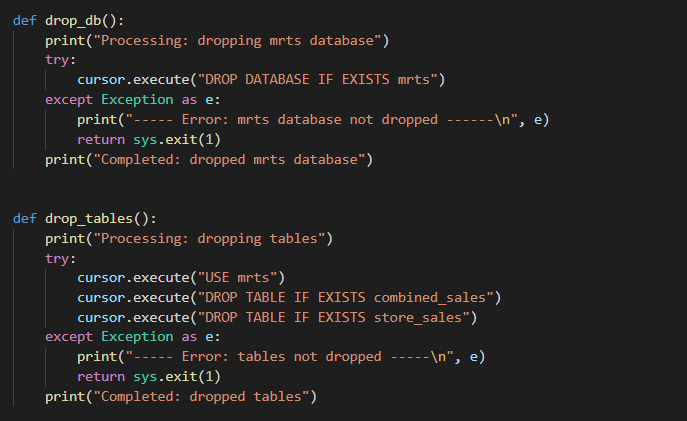 def drop_db():
    print("Processing: dropping mrts database")
    try:
        cursor.execute("DROP DATABASE IF EXISTS mrts")
    except Exception as e:
        print("----- Error: mrts database not dropped ------\n", e)
        return sys.exit(1)
    print("Completed: dropped mrts database")
def drop_tables():
    print("Processing: dropping tables")
    try:
        cursor.execute("USE mrts")
        cursor.execute("DROP TABLE IF EXISTS combined_sales")
        cursor.execute("DROP TABLE IF EXISTS store_sales")
    except Exception as e:
        print("----- Error: tables not dropped -----\n", e)
        return sys.exit(1)
    print("Completed: dropped tables")